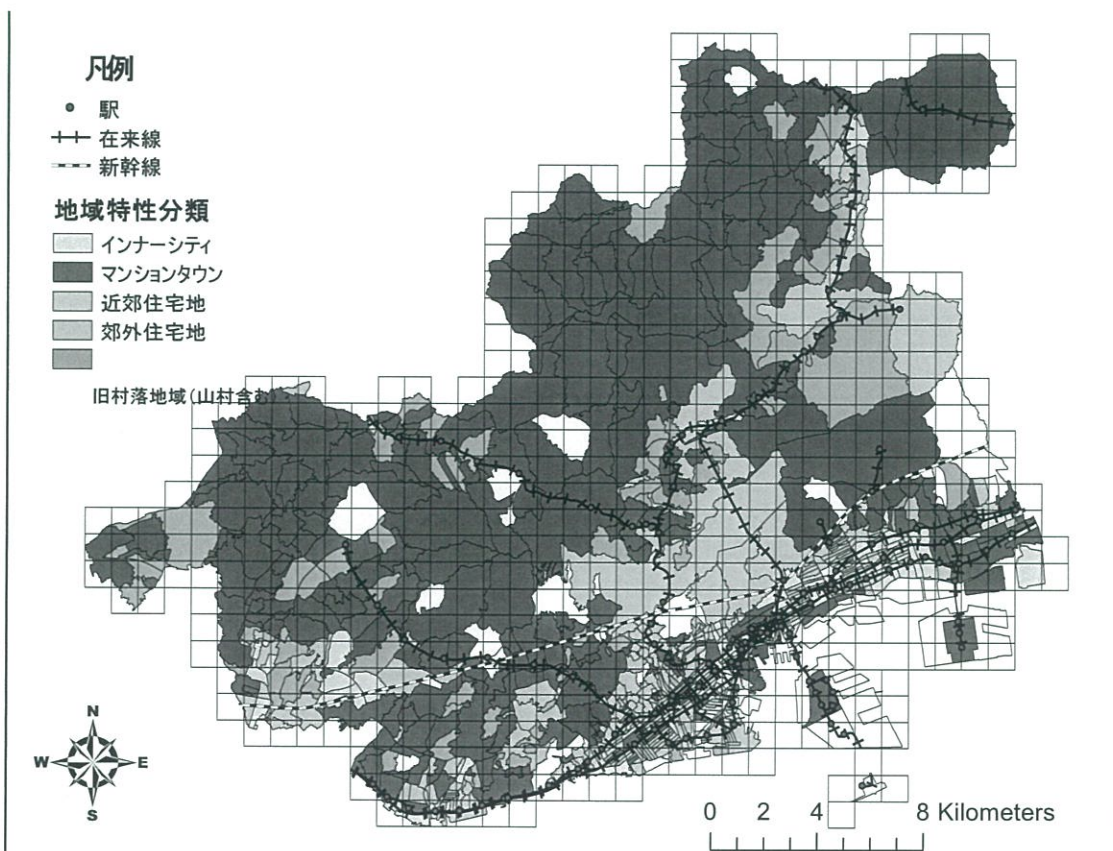 凡例
駅
在来線
新幹線
地域特性分類
インナーシティ
マンションタウン
近郊住宅地
郊外住宅地
旧村落地域(山村含む)
N
W E
S
0 2 4 8 Kilometers